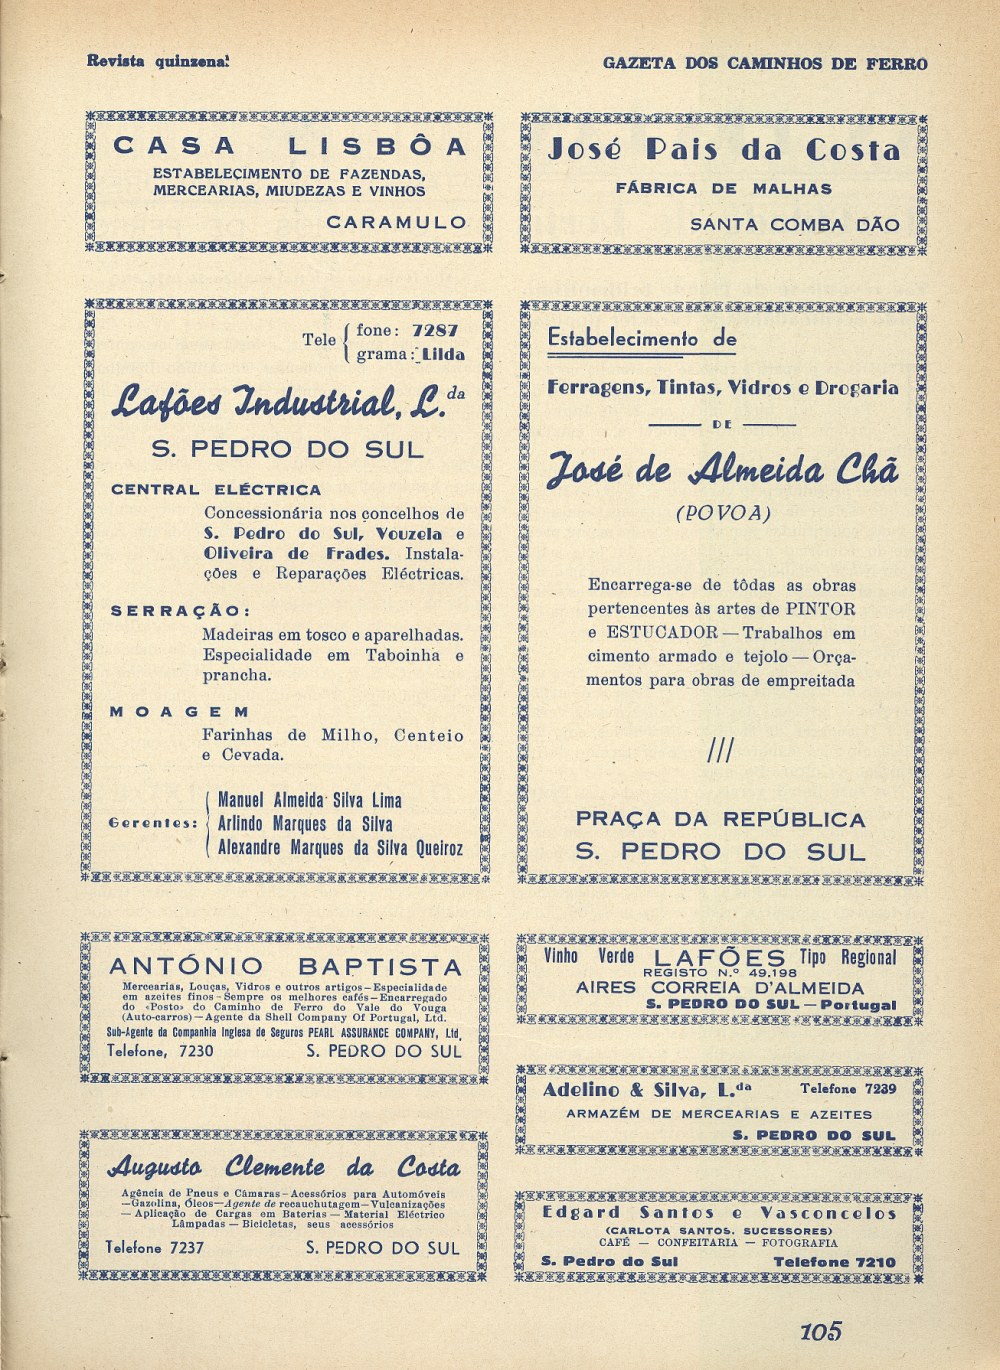 Revista quinzenal
GAZETA DOS CAMINHOS DE FERRO
CASA LISBÔA
ESTABELECIMENTO DE FAZENDAS,
MERCEARIAS, MIUDEZAS E VINHOS
CARAMULO
José Pais da Costa
FÁBRICA DE MALHAS
SANTA COMBA DÃO
Tele { fone: 7287
grama: Lilda
Lafões Industrial, L.da
S. PEDRO DO SUL
CENTRAL ELÉCTRICA
Concessionária nos concelhos de
S. Pedro do Sul, Vouzela e
Oliveira de Frades. Instala-
ções e Reparações Eléctricas.
SERRAÇÃO:
Madeiras em tosco e aparelhadas.
Especialidade em Taboinha e
prancha.
MOAGEM
Farinhas de Milho, Centeio
e Cevada.
Manuel Almeida Silva Lima
Gerentes: { Arlindo Marques da Silva
Alexandre Marques da Silva Queiroz
Estabelecimento de
Ferragens, Tintas, Vidros e Drogaria
— DE —
José de Almeida Chã
(POVOA)
Encarrega-se de tôdas as obras
pertencentes às artes de PINTOR
e ESTUCADOR — Trabalhos em
cimento armado e tejolo — Orça-
mentos para obras de empreitada
///
PRAÇA DA REPÚBLICA
S. PEDRO DO SUL
ANTÓNIO BAPTISTA
Mercearias, Louças, Vidros e outros artigos—Especialidade
em azeites finos-Sempre os melhores cafés—Encarregado
do «Posto» do Caminho de Ferro do Vale do Vouga
(Auto-carros)—Agente da Shell Company Of Portugal, Ltd.
Sub-Agente da Companhia Inglesa de Seguros PEARL ASSURANCE COMPANY, Ltd.
Telefone, 7230 S. PEDRO DO SUL
Vinho Verde LAFÕES Tipo Regional
REGISTO N.º 49.198
AIRES CORREIA D'ALMEIDA
S. PEDRO DO SUL — Portugal
Adelino & Silva, L.da Telefone 7239
ARMAZÉM DE MERCEARIAS E AZEITES
S. PEDRO DO SUL
Augusto Clemente da Costa
Agência de Pneus e Câmaras—Acessórios para Automóveis
—Gazolina, Óleos—Agente de recauchutagem—Vulcanizações
— Aplicação de Cargas em Baterias — Material Eléctrico
Lâmpadas — Bicicletas, seus acessórios
Telefone 7237 S. PEDRO DO SUL
Edgard Santos e Vasconcelos
(CARLOTA SANTOS, SUCESSORES)
CAFÉ — CONFEITARIA — FOTOGRAFIA
S. Pedro do Sul Telefone 7210
105